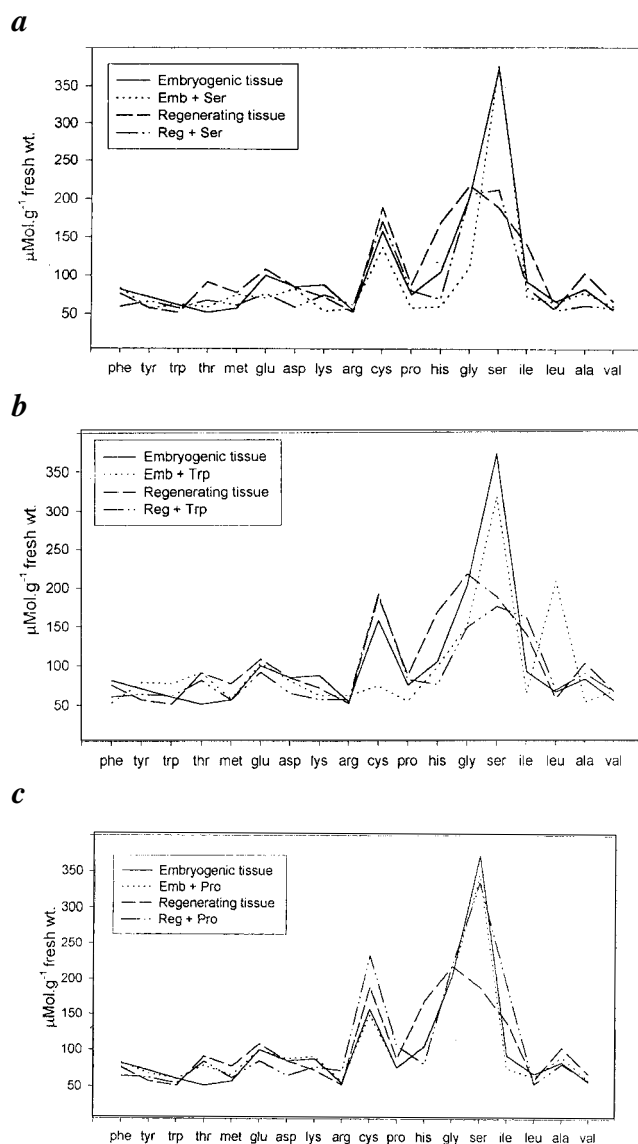 a
µMol.g-1 fresh wt.
350
300
250
200
150
100
50
Embryogenic tissue
Emb + Ser
Regenerating tissue
Reg + Ser
phe tyr trp thr met glu asp lys arg cys pro his gly ser ile leu ala val
b
µMol.g-1 fresh wt.
350
300
250
200
150
100
50
Embryogenic tissue
Emb + Trp
Regenerating tissue
Reg + Trp
phe tyr trp thr met glu asp lys arg cys pro his gly ser ile leu ala val
c
µMol.g-1 fresh wt.
350
300
250
200
150
100
50
Embryogenic tissue
Emb + Pro
Regenerating tissue
Reg + Pro
phe tyr trp thr met glu asp lys arg cys pro his gly ser ile leu ala val